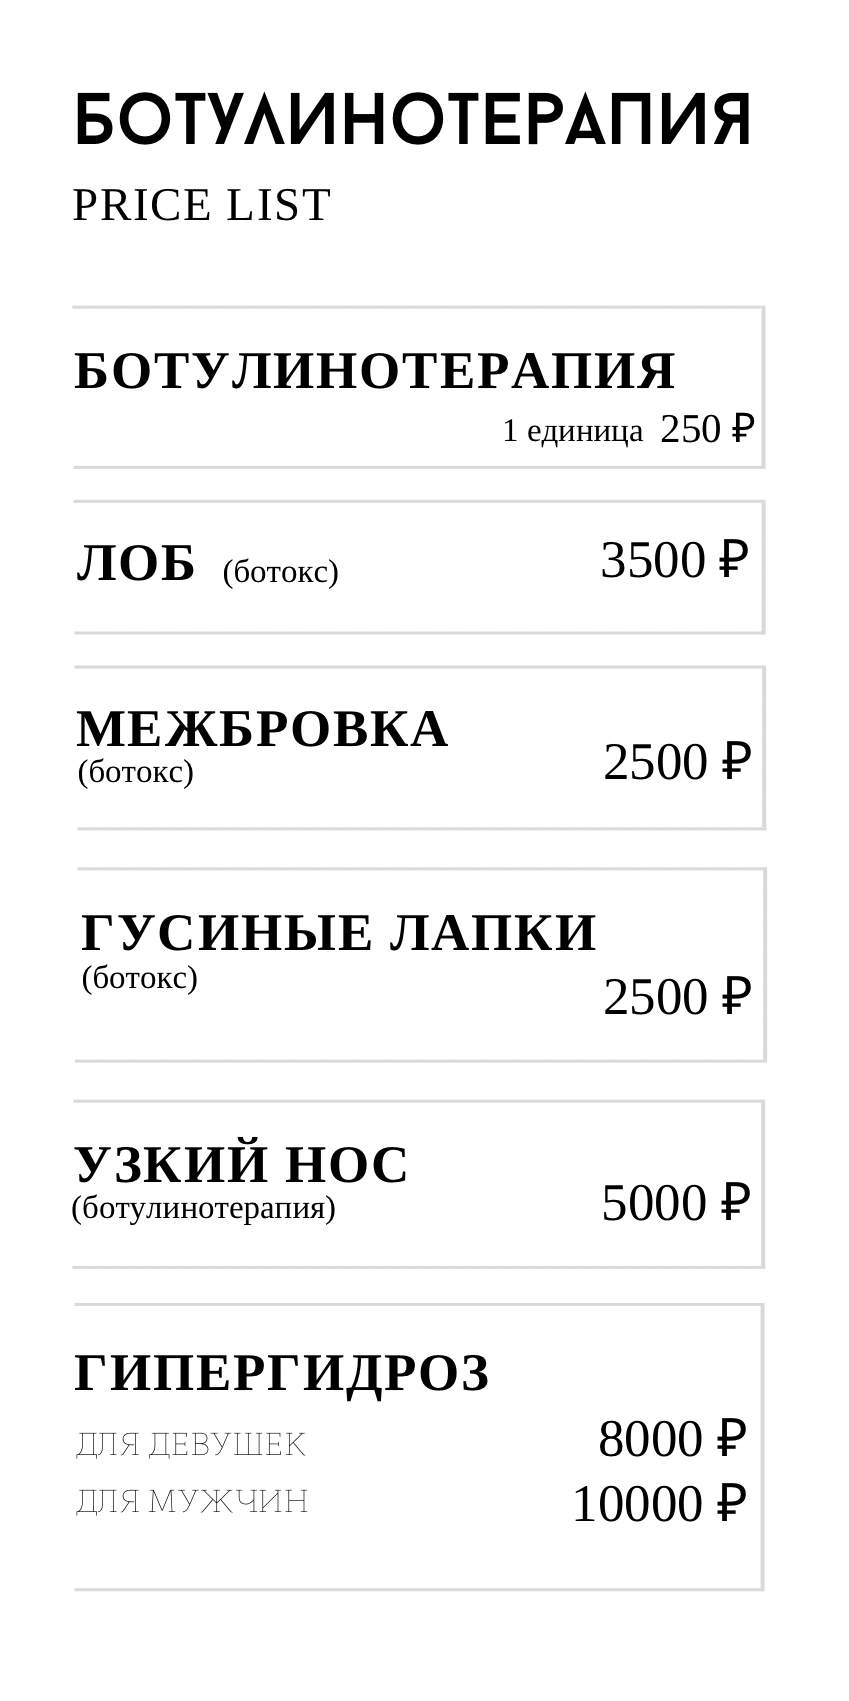 БОТУЛИНОТЕРАПИЯ
PRICE LIST
БОТУЛИНОТЕРАПИЯ
1 единица 250 ₽
ЛОБ (ботокс) 3500 ₽
МЕЖБРОВКА
(ботокс) 2500 ₽
ГУСИНЫЕ ЛАПКИ
(ботокс) 2500 ₽
УЗКИЙ НОС
(ботулинотерапия) 5000 ₽
ГИПЕРГИДРОЗ
ДЛЯ ДЕВУШЕК 8000 ₽
ДЛЯ МУЖЧИН 10000 ₽